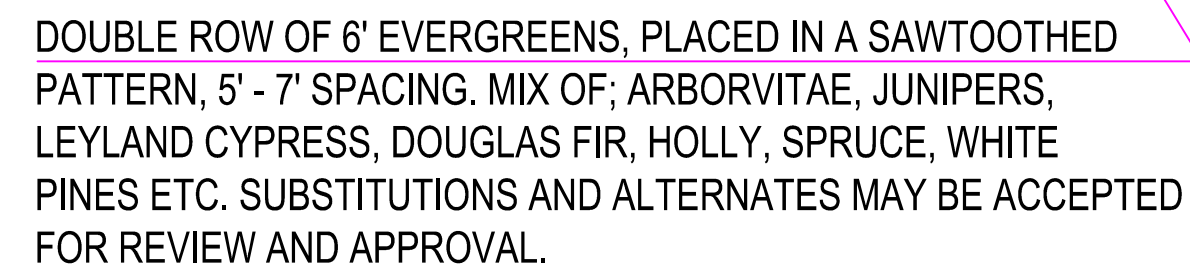 DOUBLE ROW OF 6' EVERGREENS, PLACED IN A SAWTOOTHED
PATTERN, 5' - 7' SPACING. MIX OF; ARBORVITAE, JUNIPERS,
LEYLAND CYPRESS, DOUGLAS FIR, HOLLY, SPRUCE, WHITE
PINES ETC. SUBSTITUTIONS AND ALTERNATES MAY BE ACCEPTED
FOR REVIEW AND APPROVAL.